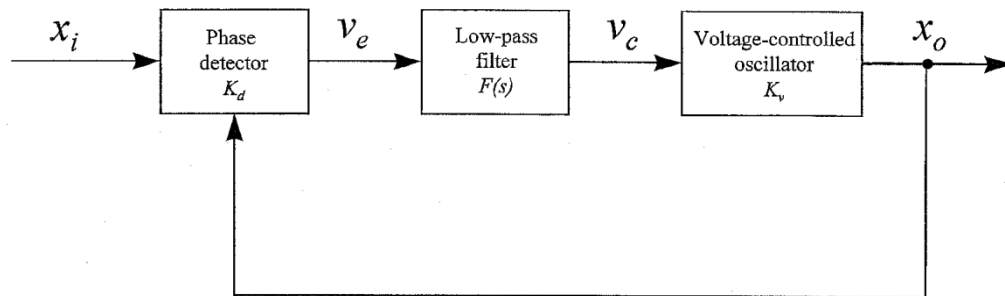 x_i
Phase
detector
K_d
v_e
Low-pass
filter
F(s)
v_c
Voltage-controlled
oscillator
K_v
x_o